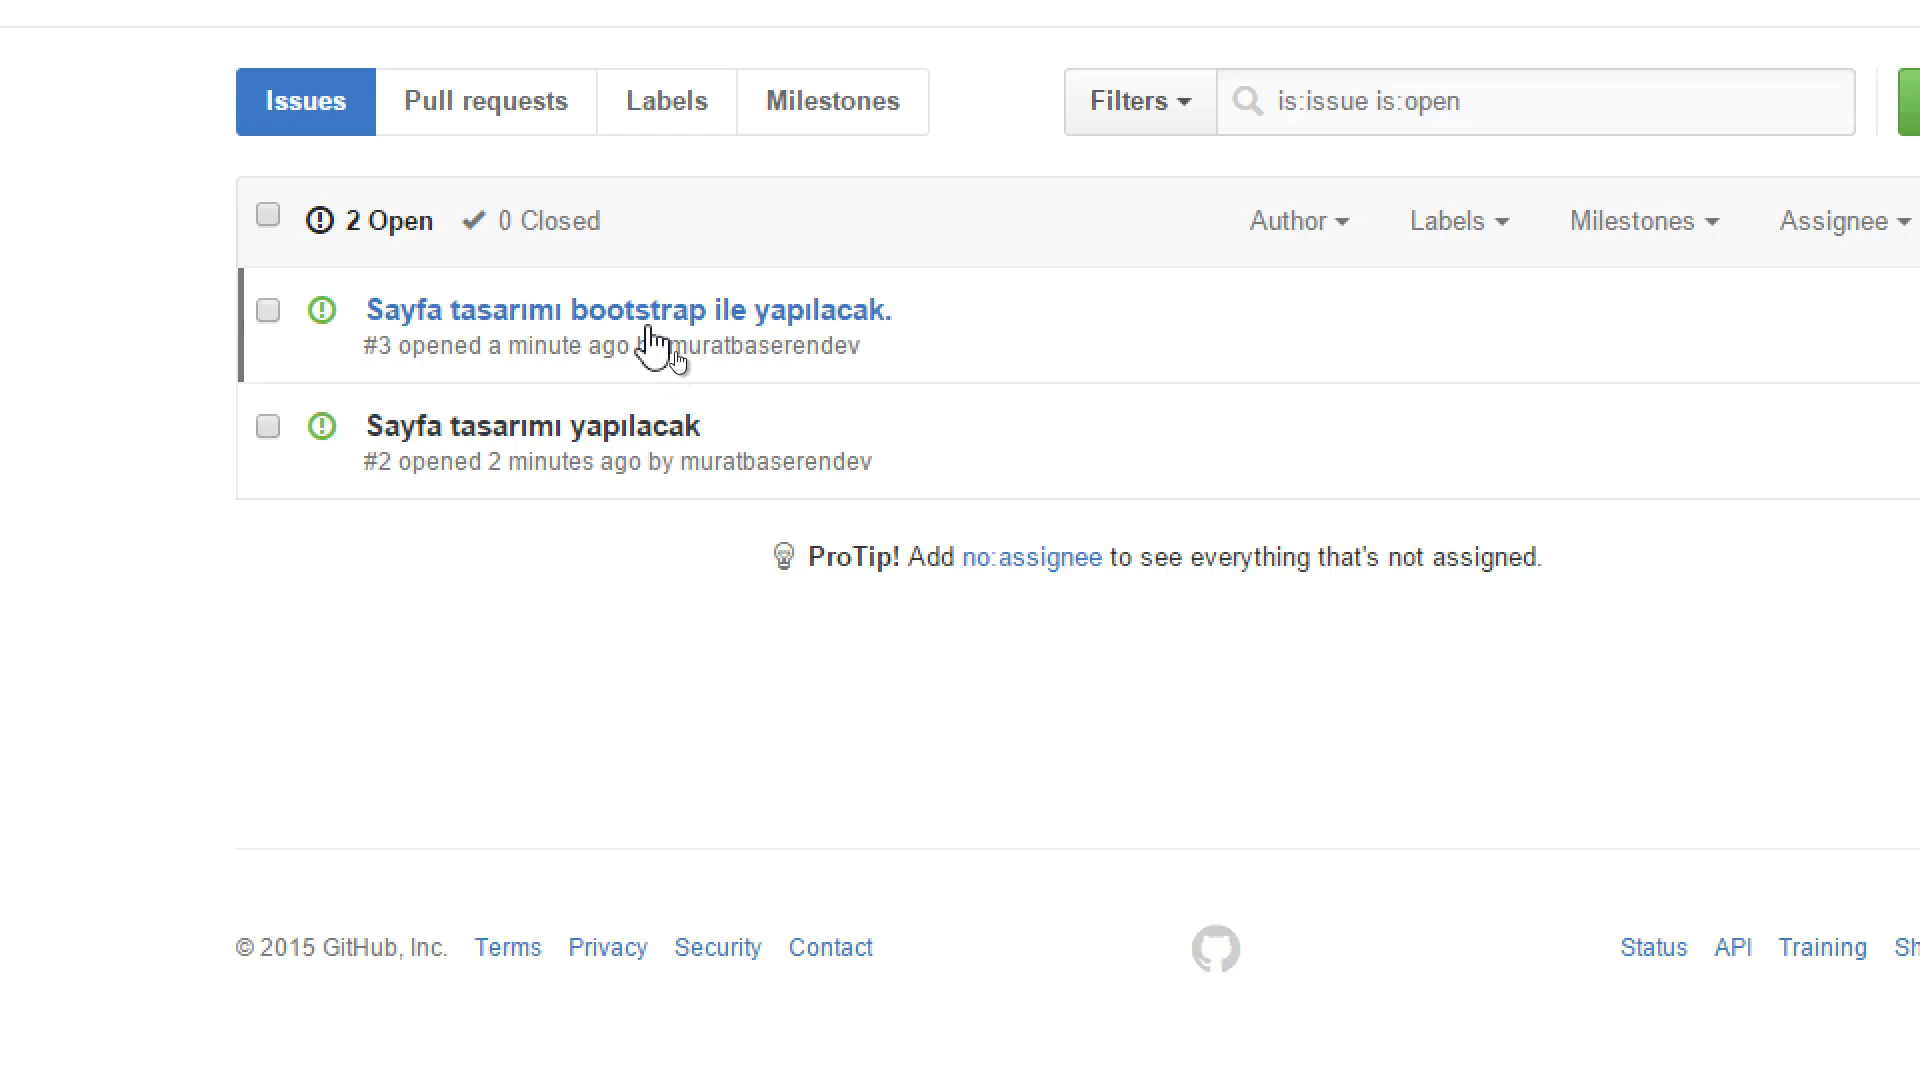 Issues Pull requests Labels Milestones Filters is:issue is:open
2 Open 0 Closed Author Labels Milestones Assignee
Sayfa tasarımı bootstrap ile yapılacak.
#3 opened a minute ago muratbaserendev
Sayfa tasarımı yapılacak
#2 opened 2 minutes ago by muratbaserendev
ProTip! Add no:assignee to see everything that's not assigned.
© 2015 GitHub, Inc. Terms Privacy Security Contact Status API Training